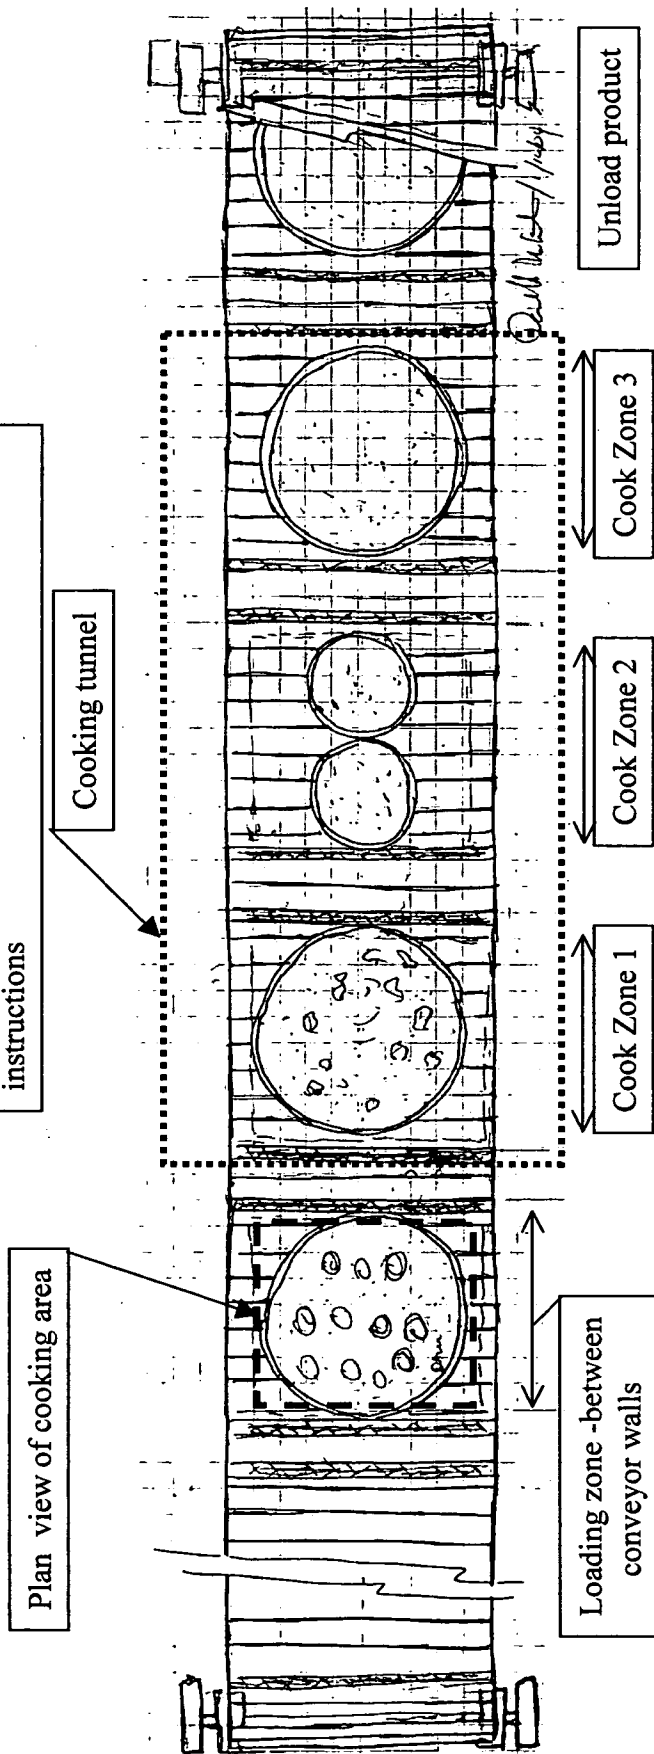 instructions
Cooking tunnel
Plan view of cooking area
Loading zone -between
conveyor walls
Cook Zone 1
Cook Zone 2
Cook Zone 3
Unload product